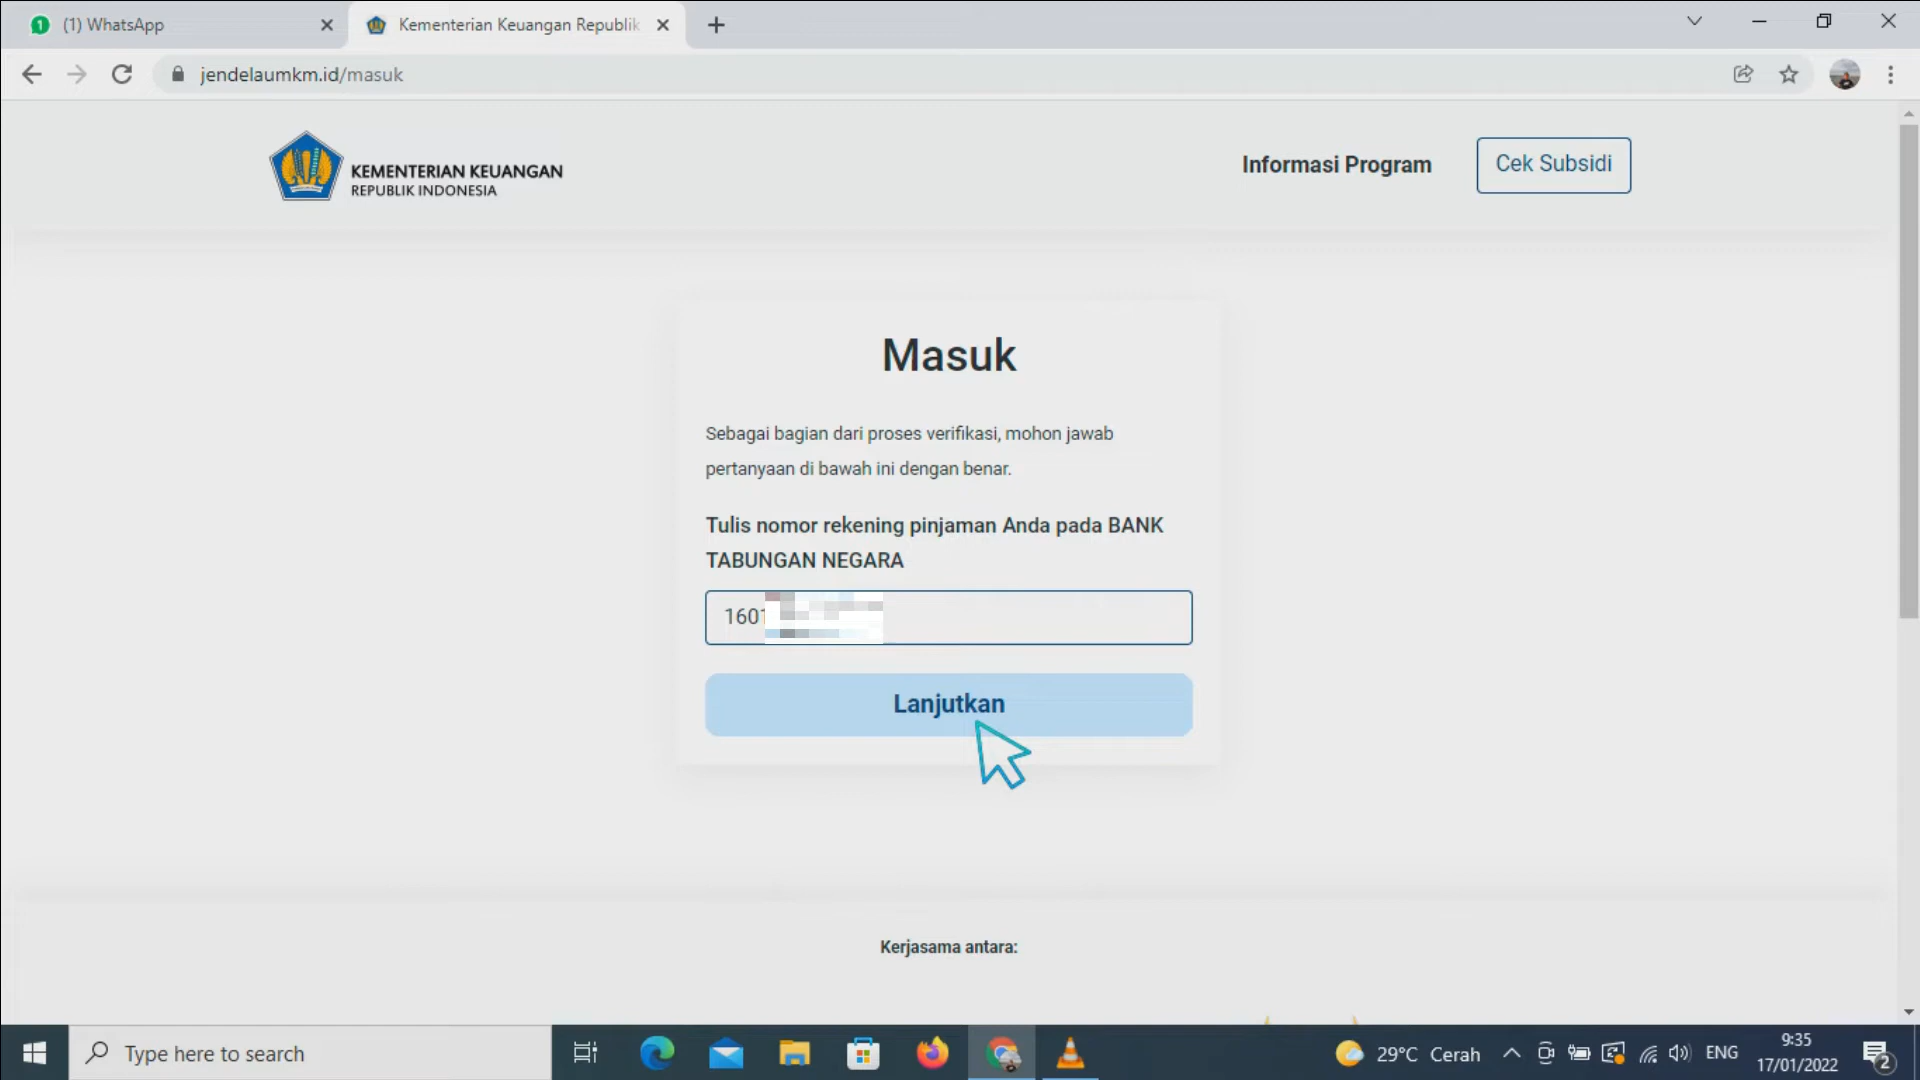 (1) WhatsApp
Kementerian Keuangan Republik
jendelaumkm.id/masuk
KEMENTERIAN KEUANGAN
REPUBLIK INDONESIA
Informasi Program
Cek Subsidi
Masuk
Sebagai bagian dari proses verifikasi, mohon jawab
pertanyaan di bawah ini dengan benar.
Tulis nomor rekening pinjaman Anda pada BANK
TABUNGAN NEGARA
1601
Lanjutkan
Kerjasama antara:
Type here to search
29°C Cerah
ENG
9:35
17/01/2022
2